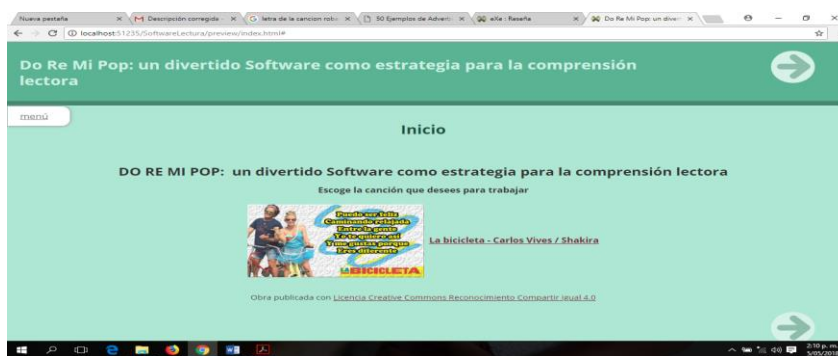 Nueva pestaña
Descripción corregida -
letra de la sancion robo
50 Ejemplos de Adverti
eXe : Reseña
Do Re Mi Pop: un diver
localhost:51235/SoftwareLectura/preview/index.html#
Do Re Mi Pop: un divertido Software como estrategia para la comprensión
lectora
menú
Inicio
DO RE MI POP: un divertido Software como estrategia para la comprensión lectora
Escoge la canción que desees para trabajar
Puedo ser feliz
Caminando relajada
Entre la gente
Yo te quiero así
Y me gustas porque
Eres diferente
LA BICICLETA
La bicicleta - Carlos Vives / Shakira
Obra publicada con Licencia Creative Commons Reconocimiento Compartir igual 4.0
2:10 p. m.